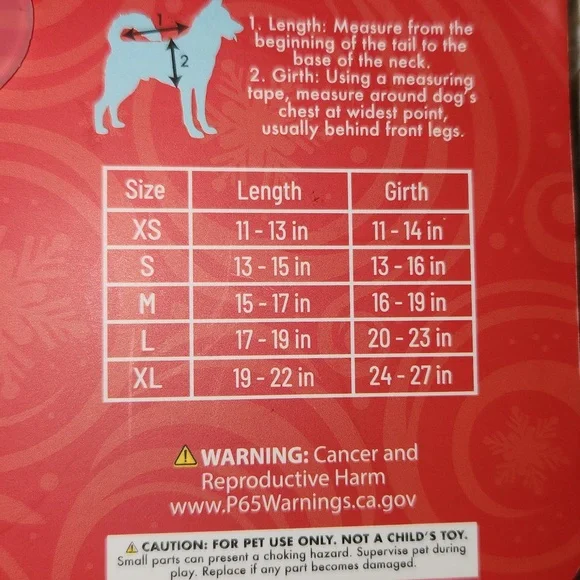 1
2
1. Length: Measure from the
beginning of the tail to the
base of the neck.
2. Girth: Using a measuring
tape, measure around dog's
chest at widest point,
usually behind front legs.
Size Length Girth
XS 11 - 13 in 11 - 14 in
S 13 - 15 in 13 - 16 in
M 15 - 17 in 16 - 19 in
L 17 - 19 in 20 - 23 in
XL 19 - 22 in 24 - 27 in
WARNING: Cancer and
Reproductive Harm
www.P65Warnings.ca.gov
CAUTION: FOR PET USE ONLY. NOT A CHILD'S TOY.
Small parts can present a choking hazard. Supervise pet during
play. Replace if any part becomes damaged.